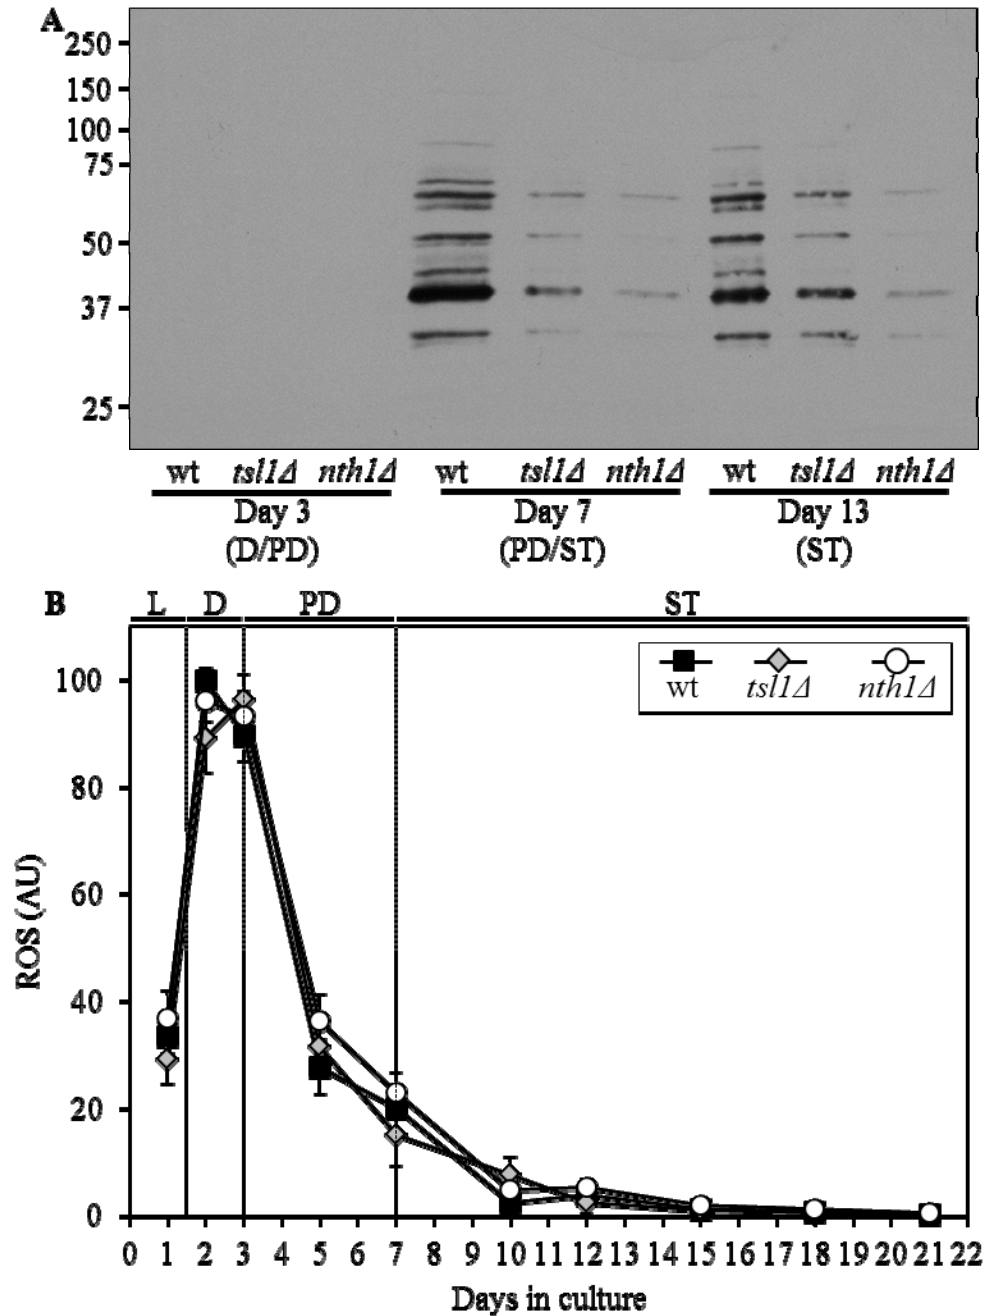 A
250
150
100
75
50
37
25
wt tsl1Δ nth1Δ wt tsl1Δ nth1Δ wt tsl1Δ nth1Δ
Day 3 Day 7 Day 13
(D/PD) (PD/ST) (ST)
B L D PD ST
wt tsl1Δ nth1Δ
100
80
60
40
20
0
ROS (AU)
0 1 2 3 4 5 6 7 8 9 10 11 12 13 14 15 16 17 18 19 20 21 22
Days in culture